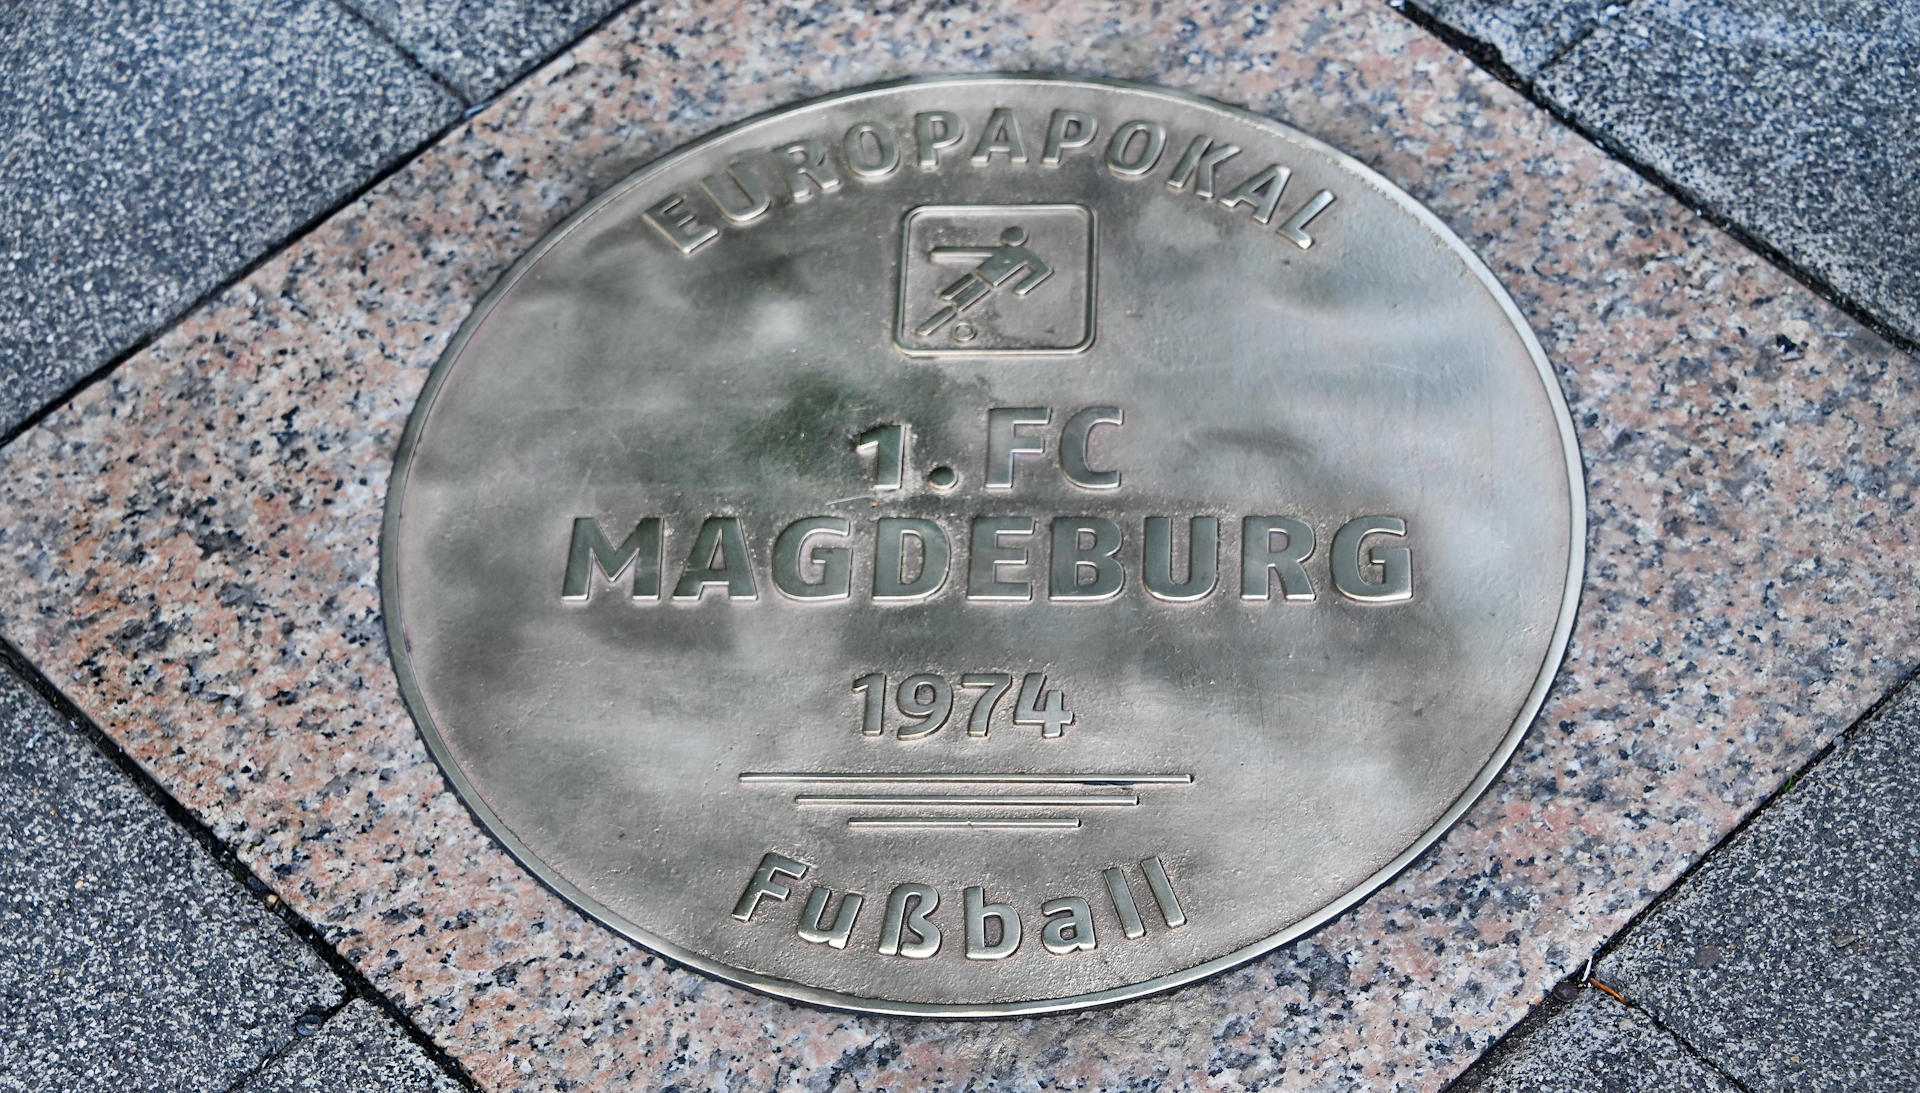 EUROPAPOKAL
1. FC
MAGDEBURG
1974
Fußball